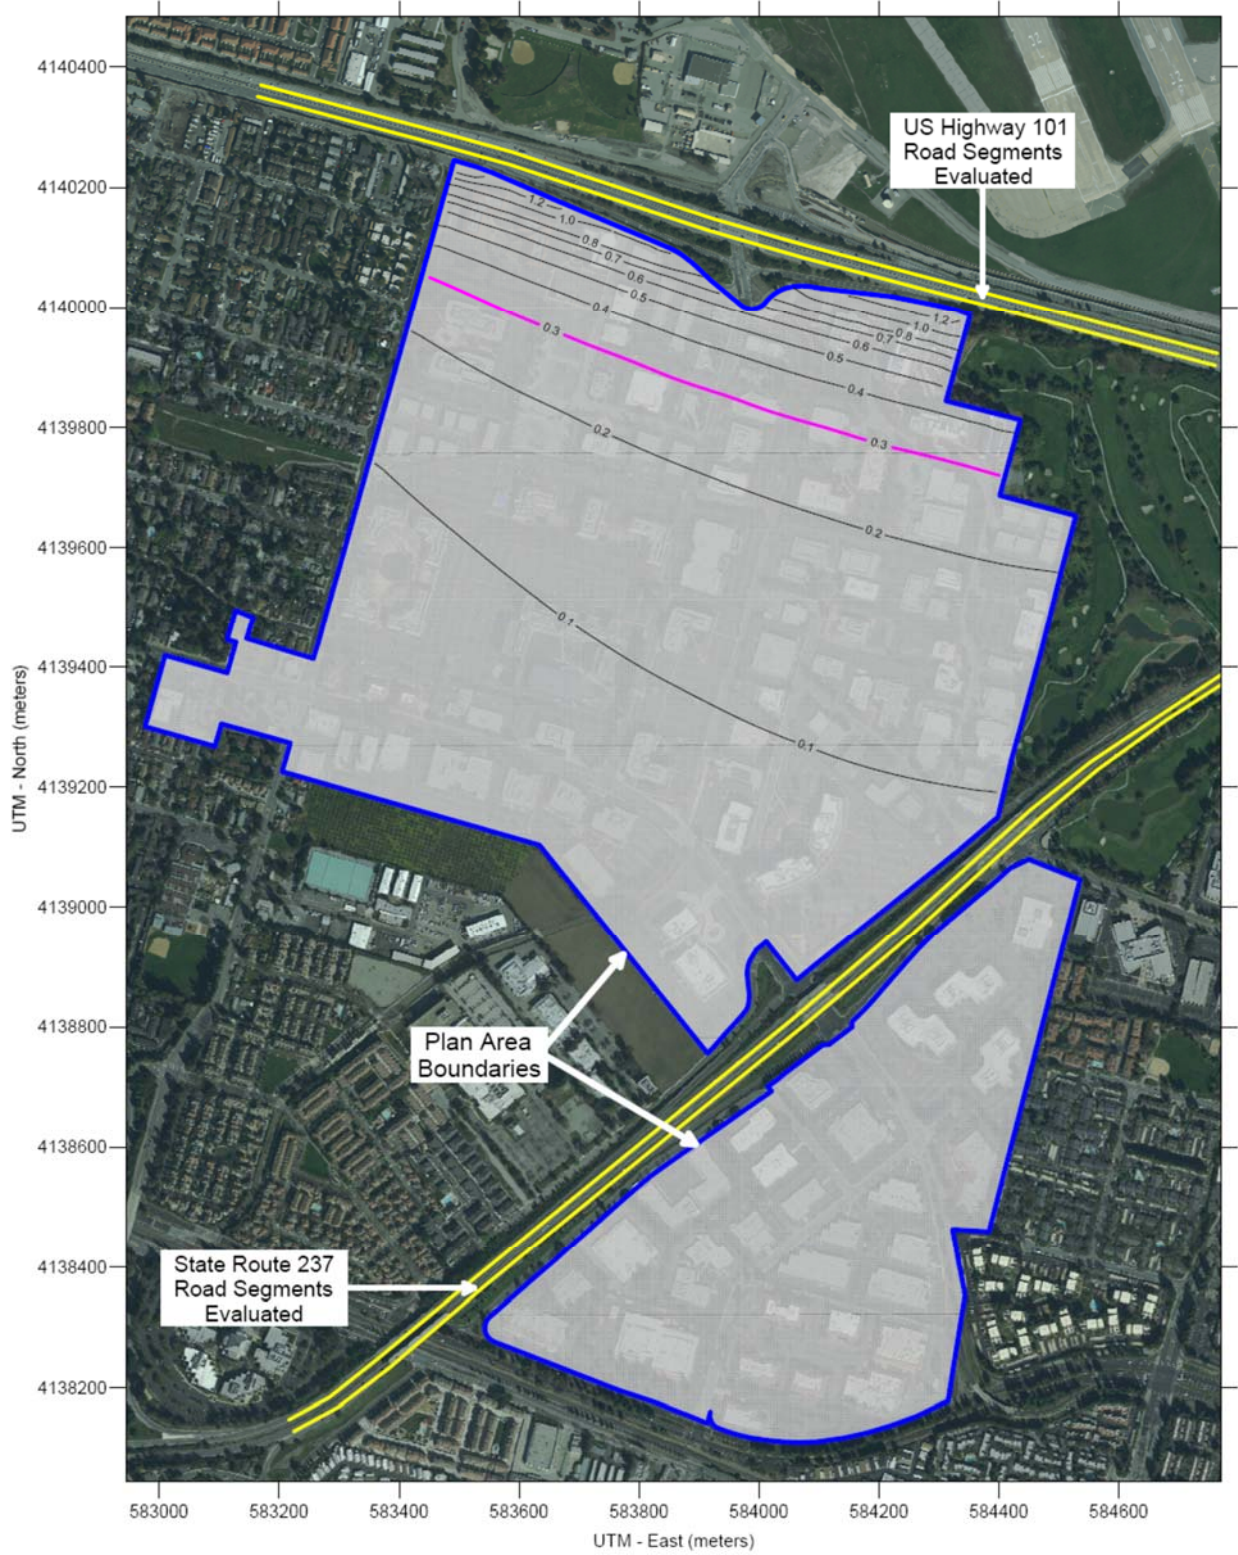 4140400
4140200
4140000
4139800
4139600
4139400
4139200
4139000
4138800
4138600
4138400
4138200
UTM - North (meters)
US Highway 101
Road Segments
Evaluated
1.2
1.0
0.8
0.7
0.6
0.5
0.4
0.3
1.2
1.0
0.8
0.7
0.6
0.5
0.4
0.3
0.2
0.2
0.1
0.1
Plan Area
Boundaries
State Route 237
Road Segments
Evaluated
583000 583200 583400 583600 583800 584000 584200 584400 584600
UTM - East (meters)